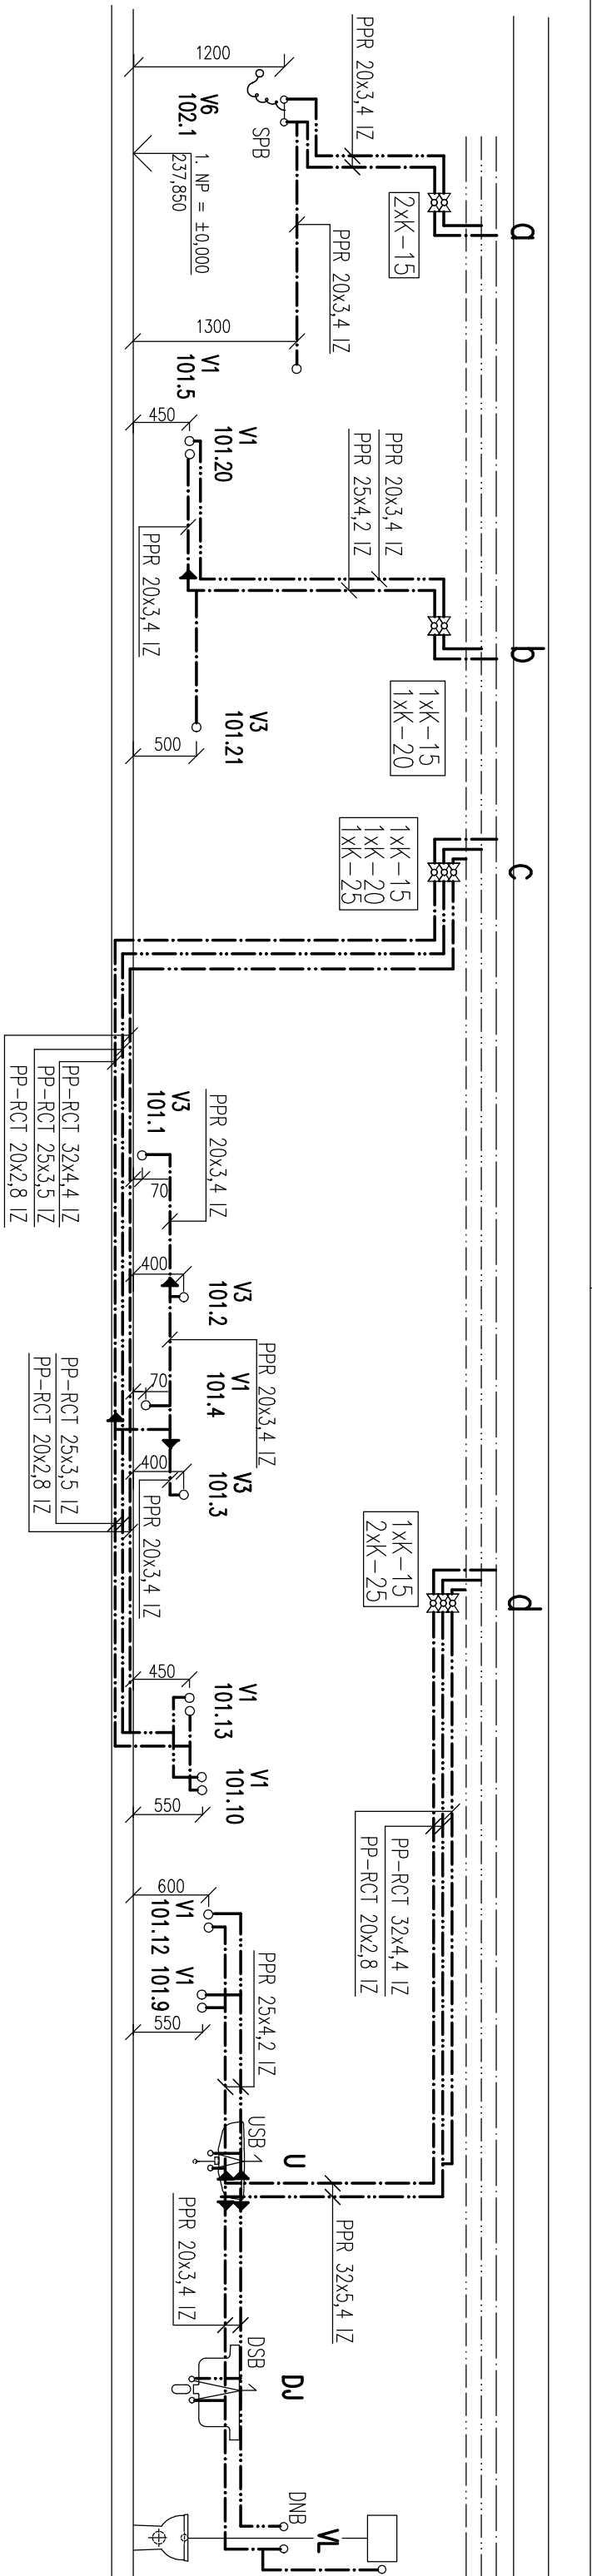 a
PPR 20x3,4 IZ
2xK-15
1200
SPB
V6
102.1
1. NP = ±0,000
237,850
PPR 20x3,4 IZ
1300
V1
101.5
b
450
V1
101.20
PPR 20x3,4 IZ
PPR 25x4,2 IZ
PPR 20x3,4 IZ
1xK-15
1xK-20
V3
101.21
500
c
1xK-15
1xK-20
1xK-25
PP-RCT 32x4,4 IZ
PP-RCT 25x3,5 IZ
PP-RCT 20x2,8 IZ
V3
101.1
70
PPR 20x3,4 IZ
400
V3
101.2
PPR 20x3,4 IZ
70
V1
101.4
400
V3
101.3
PPR 20x3,4 IZ
PP-RCT 25x3,5 IZ
PP-RCT 20x2,8 IZ
d
1xK-15
2xK-25
450
V1
101.13
V1
101.10
550
PP-RCT 32x4,4 IZ
PP-RCT 20x2,8 IZ
600
V1
101.12
V1
101.9
550
PPR 25x4,2 IZ
USB
1
U
PPR 32x5,4 IZ
PPR 20x3,4 IZ
DSB
1
DJ
DNB
VL